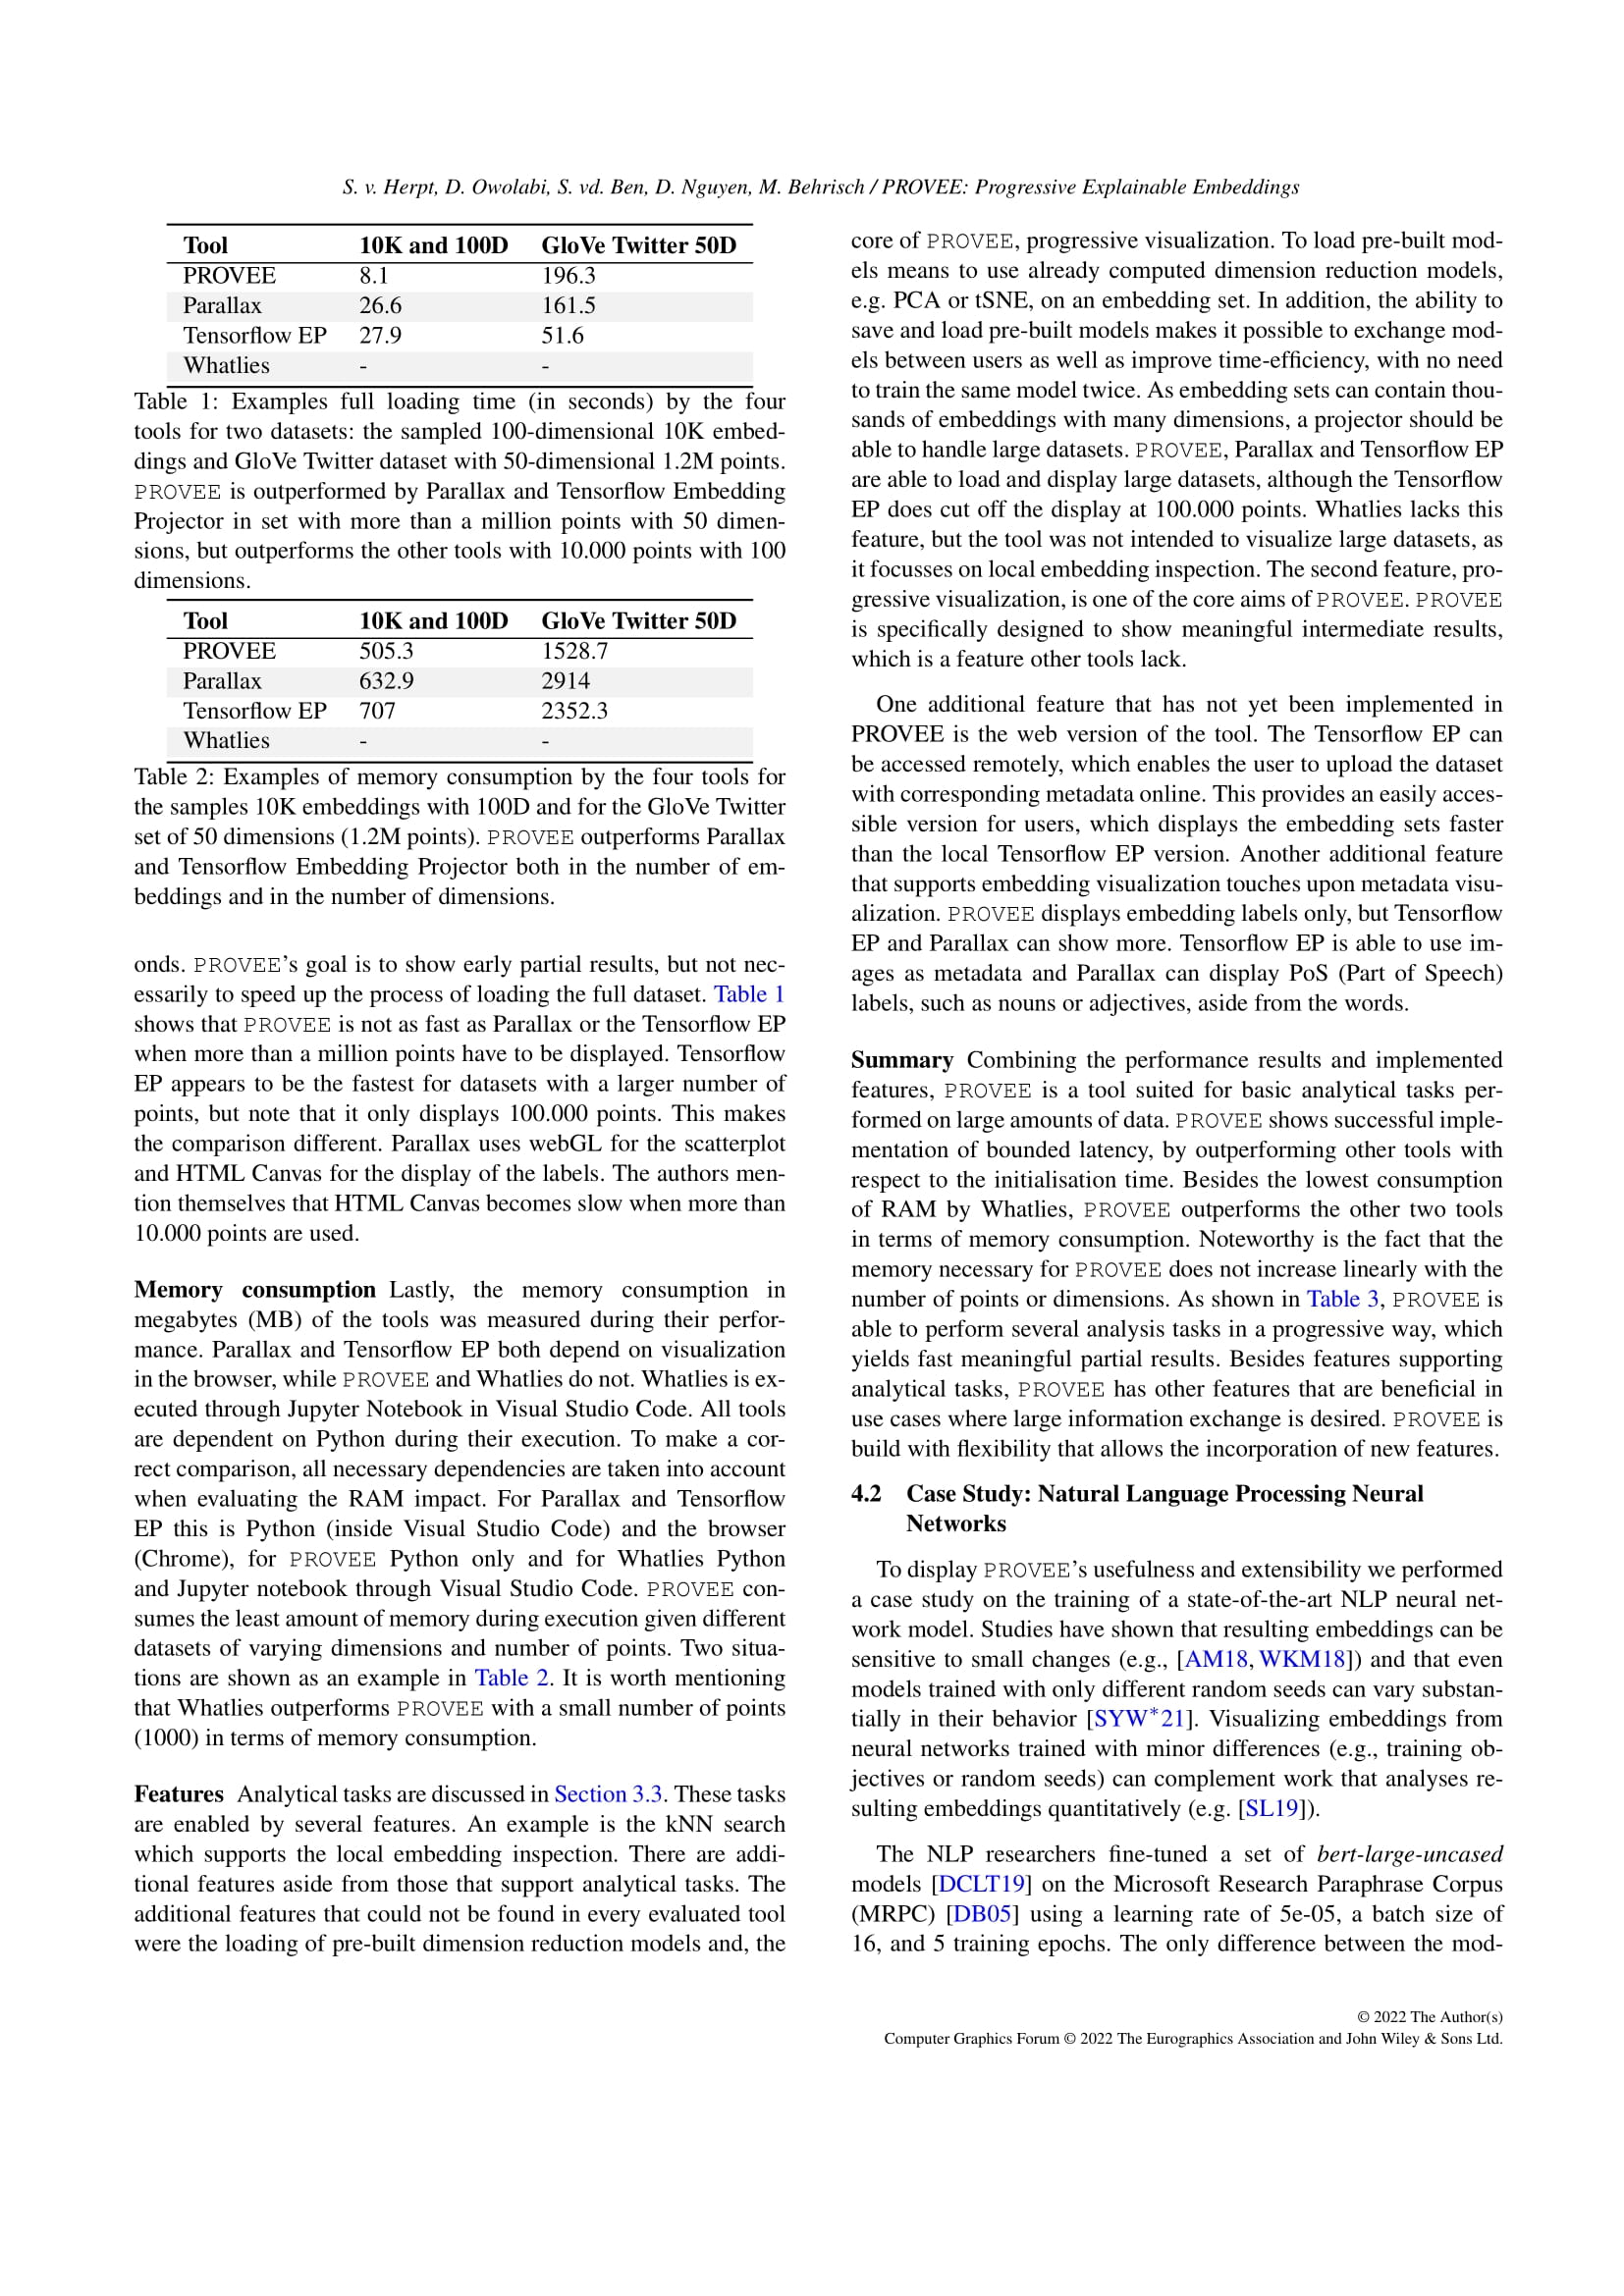 S. v. Herpt, D. Owolabi, S. vd. Ben, D. Nguyen, M. Behrisch / PROVEE: Progressive Explainable Embeddings
Tool 10K and 100D GloVe Twitter 50D
PROVEE 8.1 196.3
Parallax 26.6 161.5
Tensorflow EP 27.9 51.6
Whatlies - -
Table 1: Examples full loading time (in seconds) by the four
tools for two datasets: the sampled 100-dimensional 10K embed-
dings and GloVe Twitter dataset with 50-dimensional 1.2M points.
PROVEE is outperformed by Parallax and Tensorflow Embedding
Projector in set with more than a million points with 50 dimen-
sions, but outperforms the other tools with 10.000 points with 100
dimensions.
Tool 10K and 100D GloVe Twitter 50D
PROVEE 505.3 1528.7
Parallax 632.9 2914
Tensorflow EP 707 2352.3
Whatlies - -
Table 2: Examples of memory consumption by the four tools for
the samples 10K embeddings with 100D and for the GloVe Twitter
set of 50 dimensions (1.2M points). PROVEE outperforms Parallax
and Tensorflow Embedding Projector both in the number of em-
beddings and in the number of dimensions.
onds. PROVEE's goal is to show early partial results, but not nec-
essarily to speed up the process of loading the full dataset. Table 1
shows that PROVEE is not as fast as Parallax or the Tensorflow EP
when more than a million points have to be displayed. Tensorflow
EP appears to be the fastest for datasets with a larger number of
points, but note that it only displays 100.000 points. This makes
the comparison different. Parallax uses webGL for the scatterplot
and HTML Canvas for the display of the labels. The authors men-
tion themselves that HTML Canvas becomes slow when more than
10.000 points are used.
Memory consumption Lastly, the memory consumption in
megabytes (MB) of the tools was measured during their perfor-
mance. Parallax and Tensorflow EP both depend on visualization
in the browser, while PROVEE and Whatlies do not. Whatlies is ex-
ecuted through Jupyter Notebook in Visual Studio Code. All tools
are dependent on Python during their execution. To make a cor-
rect comparison, all necessary dependencies are taken into account
when evaluating the RAM impact. For Parallax and Tensorflow
EP this is Python (inside Visual Studio Code) and the browser
(Chrome), for PROVEE Python only and for Whatlies Python
and Jupyter notebook through Visual Studio Code. PROVEE con-
sumes the least amount of memory during execution given different
datasets of varying dimensions and number of points. Two situa-
tions are shown as an example in Table 2. It is worth mentioning
that Whatlies outperforms PROVEE with a small number of points
(1000) in terms of memory consumption.
Features Analytical tasks are discussed in Section 3.3. These tasks
are enabled by several features. An example is the kNN search
which supports the local embedding inspection. There are addi-
tional features aside from those that support analytical tasks. The
additional features that could not be found in every evaluated tool
were the loading of pre-built dimension reduction models and, the
core of PROVEE, progressive visualization. To load pre-built mod-
els means to use already computed dimension reduction models,
e.g. PCA or tSNE, on an embedding set. In addition, the ability to
save and load pre-built models makes it possible to exchange mod-
els between users as well as improve time-efficiency, with no need
to train the same model twice. As embedding sets can contain thou-
sands of embeddings with many dimensions, a projector should be
able to handle large datasets. PROVEE, Parallax and Tensorflow EP
are able to load and display large datasets, although the Tensorflow
EP does cut off the display at 100.000 points. Whatlies lacks this
feature, but the tool was not intended to visualize large datasets, as
it focusses on local embedding inspection. The second feature, pro-
gressive visualization, is one of the core aims of PROVEE. PROVEE
is specifically designed to show meaningful intermediate results,
which is a feature other tools lack.
One additional feature that has not yet been implemented in
PROVEE is the web version of the tool. The Tensorflow EP can
be accessed remotely, which enables the user to upload the dataset
with corresponding metadata online. This provides an easily acces-
sible version for users, which displays the embedding sets faster
than the local Tensorflow EP version. Another additional feature
that supports embedding visualization touches upon metadata visu-
alization. PROVEE displays embedding labels only, but Tensorflow
EP and Parallax can show more. Tensorflow EP is able to use im-
ages as metadata and Parallax can display PoS (Part of Speech)
labels, such as nouns or adjectives, aside from the words.
Summary Combining the performance results and implemented
features, PROVEE is a tool suited for basic analytical tasks per-
formed on large amounts of data. PROVEE shows successful imple-
mentation of bounded latency, by outperforming other tools with
respect to the initialisation time. Besides the lowest consumption
of RAM by Whatlies, PROVEE outperforms the other two tools
in terms of memory consumption. Noteworthy is the fact that the
memory necessary for PROVEE does not increase linearly with the
number of points or dimensions. As shown in Table 3, PROVEE is
able to perform several analysis tasks in a progressive way, which
yields fast meaningful partial results. Besides features supporting
analytical tasks, PROVEE has other features that are beneficial in
use cases where large information exchange is desired. PROVEE is
build with flexibility that allows the incorporation of new features.
4.2 Case Study: Natural Language Processing Neural
Networks
To display PROVEE's usefulness and extensibility we performed
a case study on the training of a state-of-the-art NLP neural net-
work model. Studies have shown that resulting embeddings can be
sensitive to small changes (e.g., [AM18, WKM18]) and that even
models trained with only different random seeds can vary substan-
tially in their behavior [SYW*21]. Visualizing embeddings from
neural networks trained with minor differences (e.g., training ob-
jectives or random seeds) can complement work that analyses re-
sulting embeddings quantitatively (e.g. [SL19]).
The NLP researchers fine-tuned a set of bert-large-uncased
models [DCLT19] on the Microsoft Research Paraphrase Corpus
(MRPC) [DB05] using a learning rate of 5e-05, a batch size of
16, and 5 training epochs. The only difference between the mod-
© 2022 The Author(s)
Computer Graphics Forum © 2022 The Eurographics Association and John Wiley & Sons Ltd.